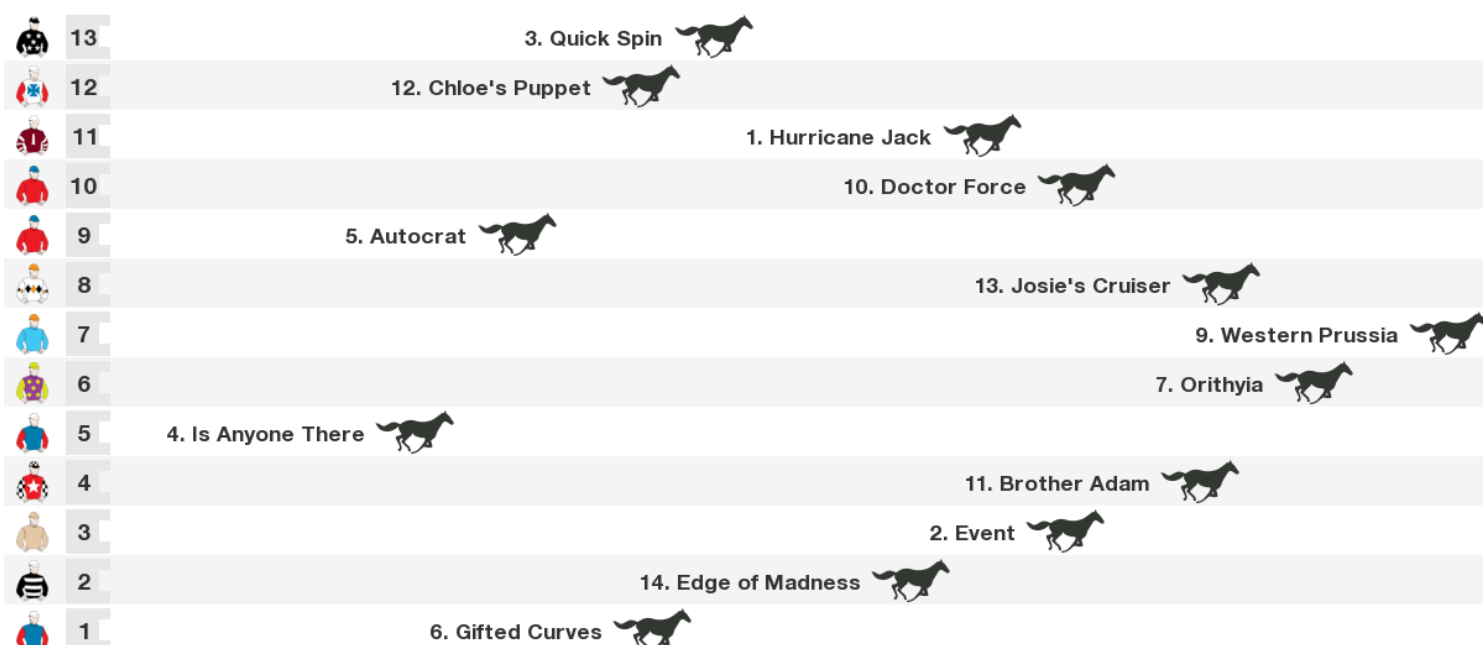 13 3. Quick Spin
12 12. Chloe's Puppet
11 1. Hurricane Jack
10 10. Doctor Force
9 5. Autocrat
8 13. Josie's Cruiser
7 9. Western Prussia
6 7. Orithyia
5 4. Is Anyone There
4 11. Brother Adam
3 2. Event
2 14. Edge of Madness
1 6. Gifted Curves